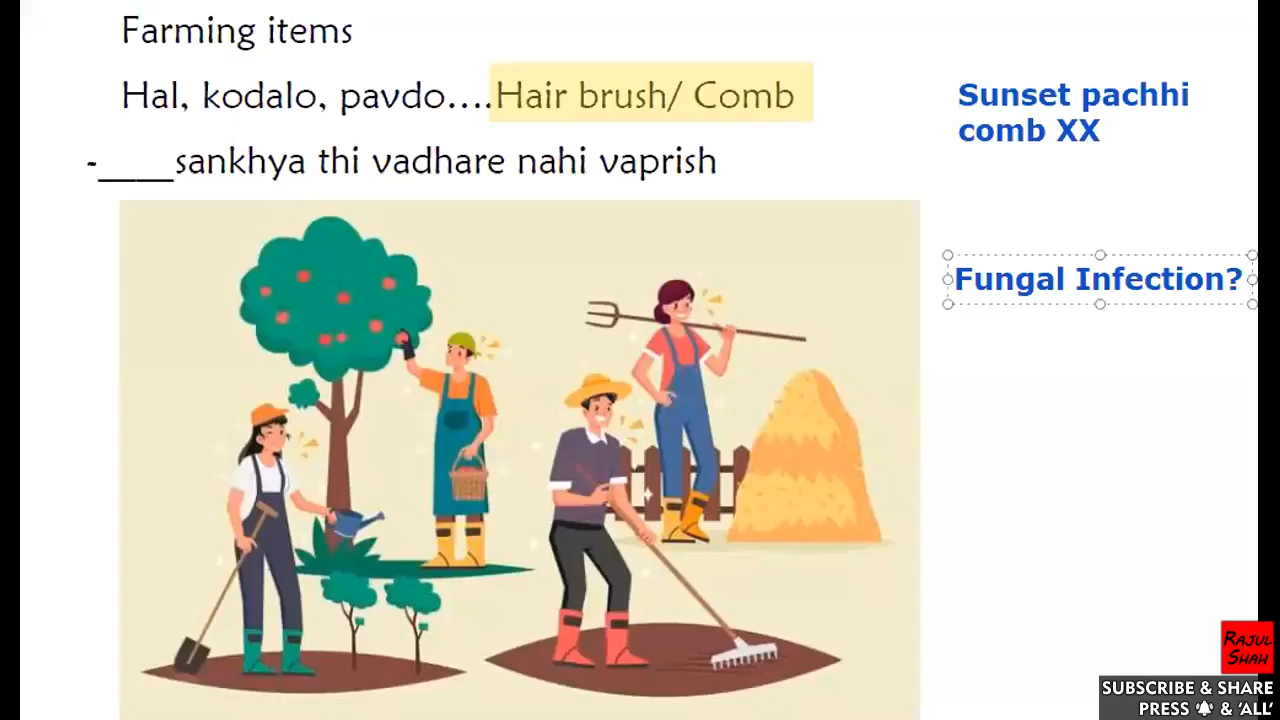 Farming items
Hal, kodalo, pavdo....Hair brush/ Comb
-____sankhya thi vadhare nahi vaprish
Sunset pachhi
comb XX
Fungal Infection?
RAJUL
SHAH
SUBSCRIBE & SHARE
PRESS 🔔 & 'ALL'